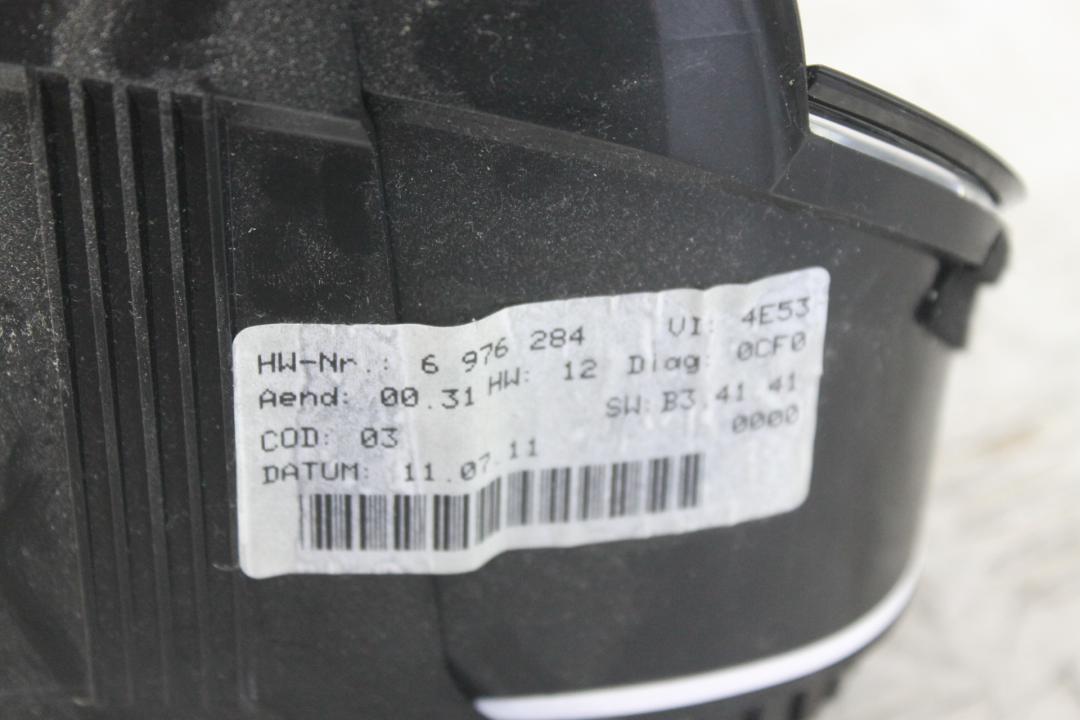 HW-Nr.: 6 976 284 VI: 4E53
Aend: 00.31 HW: 12 Diag: 0CF0
COD: 03 SW: B3.41.41
DATUM: 11.07.11 0000